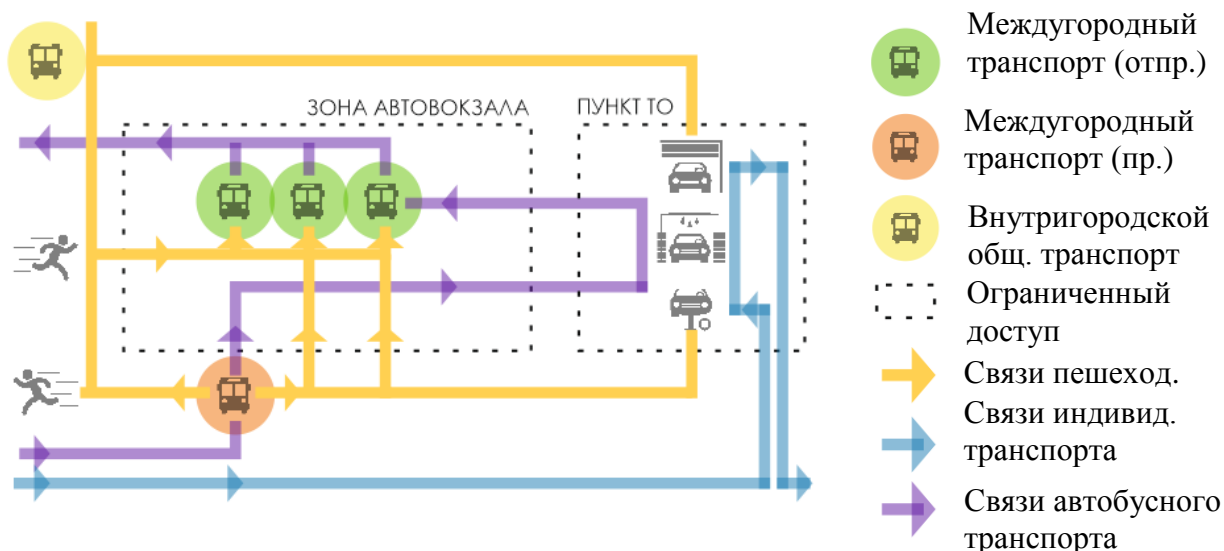 ЗОНА АВТОВОКЗАЛА
ПУНКТ ТО
Междугородный
транспорт (отпр.)
Междугородный
транспорт (пр.)
Внутригородской
общ. транспорт
Ограниченный
доступ
Связи пешеход.
Связи индивид.
транспорта
Связи автобусного
транспорта